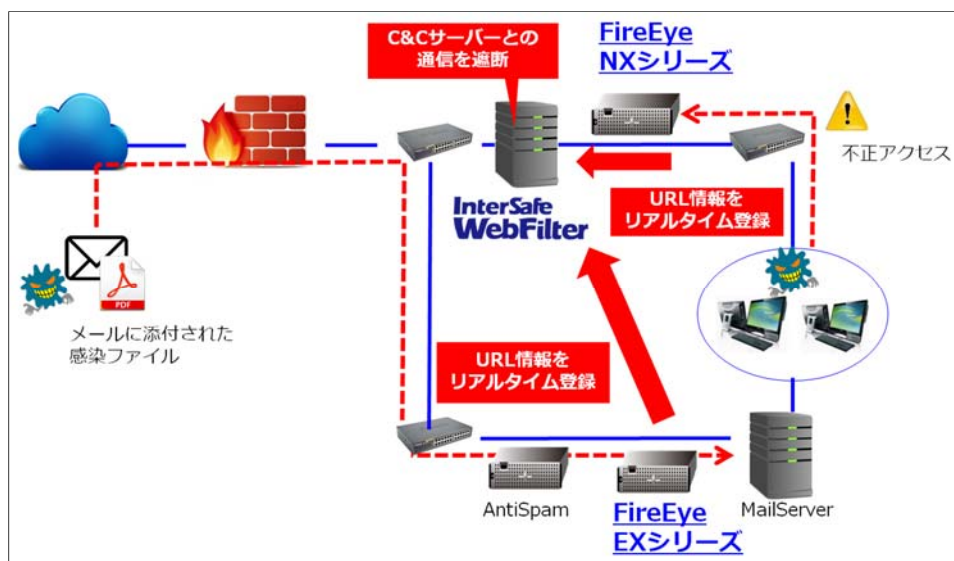 C&Cサーバーとの
通信を遮断
FireEye
NXシリーズ
不正アクセス
InterSafe
WebFilter
URL情報を
リアルタイム登録
PDF
メールに添付された
感染ファイル
URL情報を
リアルタイム登録
AntiSpam
FireEye
EXシリーズ
MailServer